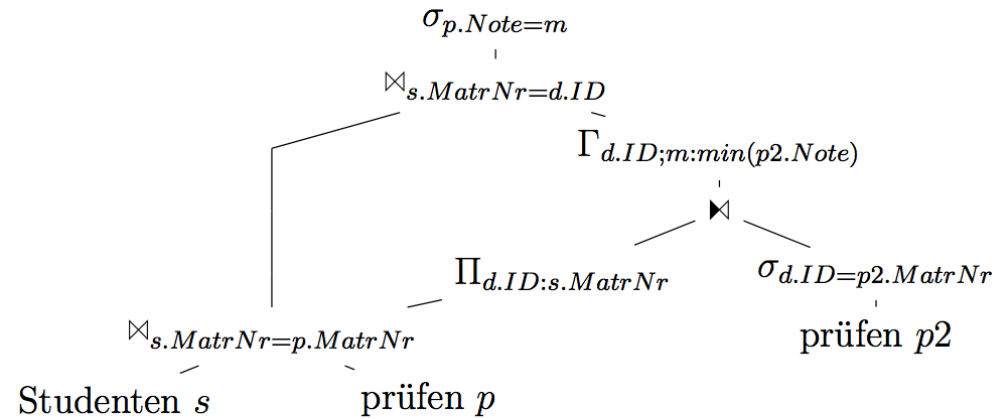 σp.Note=m
⋈s.MatrNr=d.ID
Γd.ID;m:min(p2.Note)
Πd.ID:s.MatrNr
σd.ID=p2.MatrNr
⋈s.MatrNr=p.MatrNr
prüfen p2
Studenten s
prüfen p